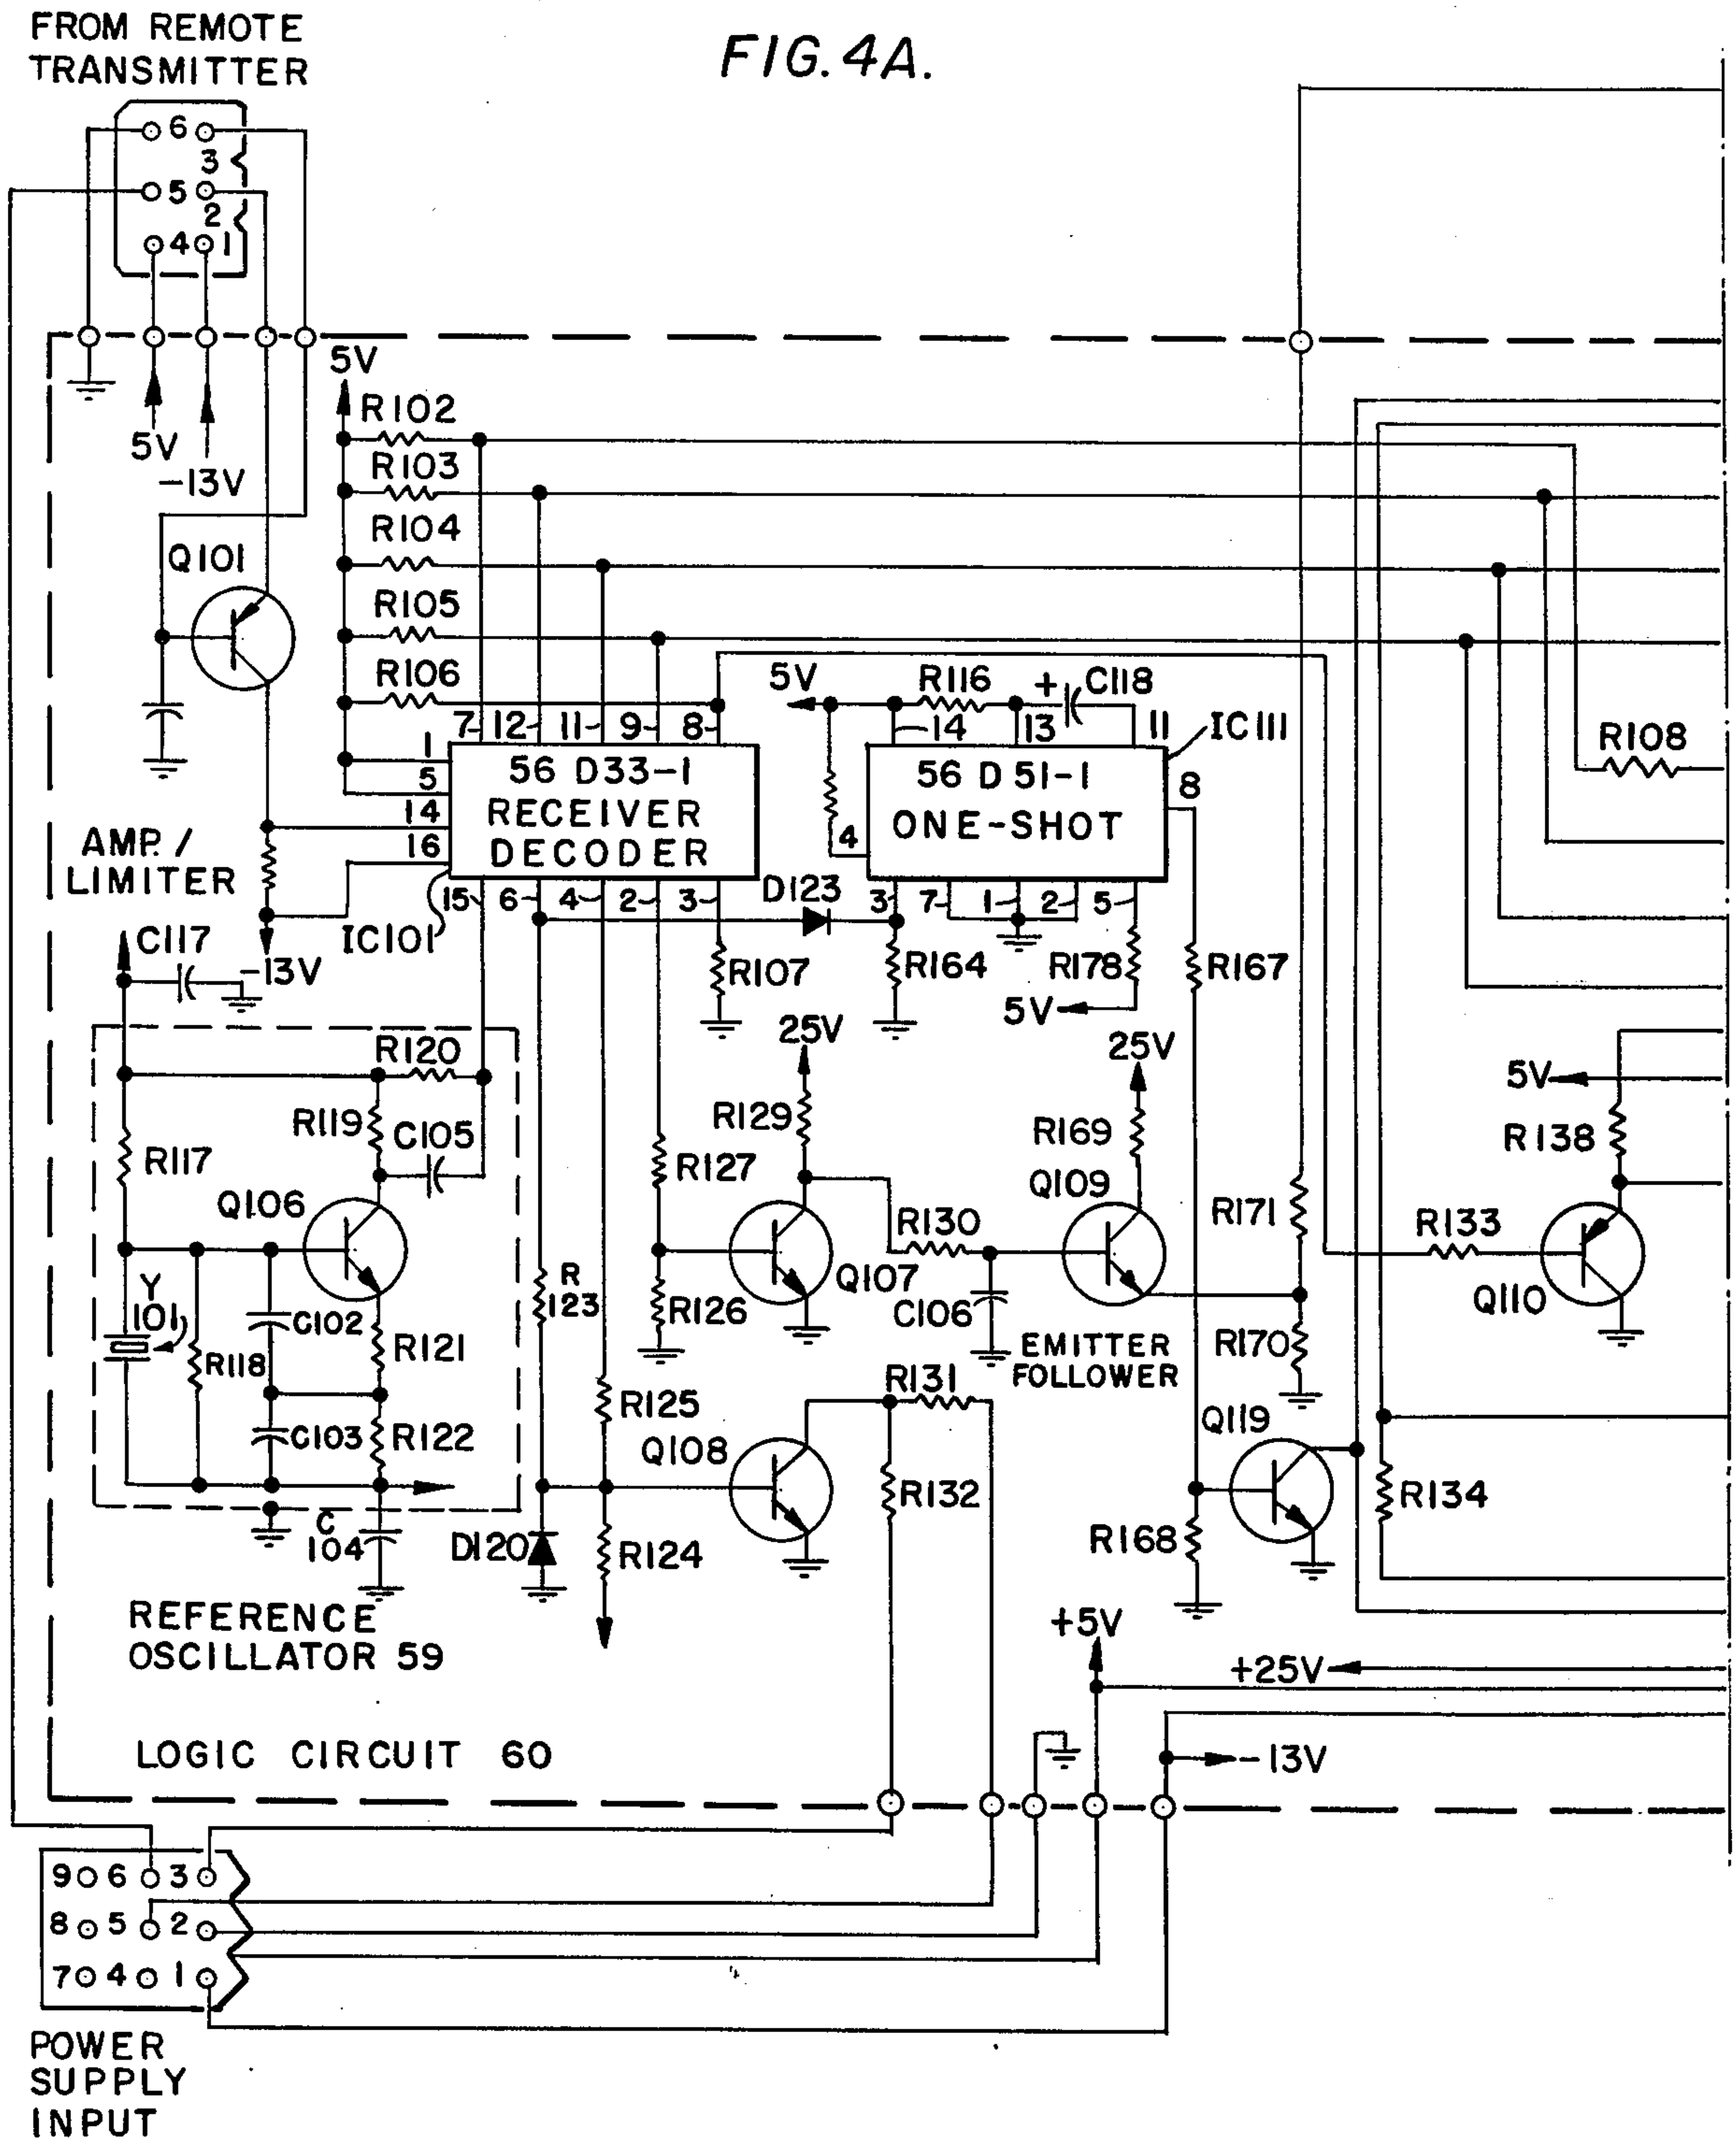 FROM REMOTE
TRANSMITTER
FIG. 4A.
6
3
5
2
4 1
5V
-13V
5V
R102
R103
R104
R105
R106
Q101
7 12 11 9 8
1
5
14
16
56 D33-1
RECEIVER
DECODER
15 6 4 2 3
IC101
AMP. /
LIMITER
-13V
C117
5V
R116
+ C118
14 13 11
IC111
56 D 51-1
ONE-SHOT
8
4
3 7 1 2 5
D123
R107
R164
R178
5V
R167
R108
25V
25V
5V
R120
R119
C105
R117
Q106
Y
101
R118
C102
C103
R121
R122
C
104
R129
R127
R126
Q107
R130
C106
R169
Q109
EMITTER
FOLLOWER
R171
R170
R138
R133
Q110
R
123
R125
R124
D120
Q108
R131
R132
Q119
R168
R134
REFERENCE
OSCILLATOR 59
+5V
+25V
-13V
LOGIC CIRCUIT 60
9 6 3
8 5 2
7 4 1
POWER
SUPPLY
INPUT